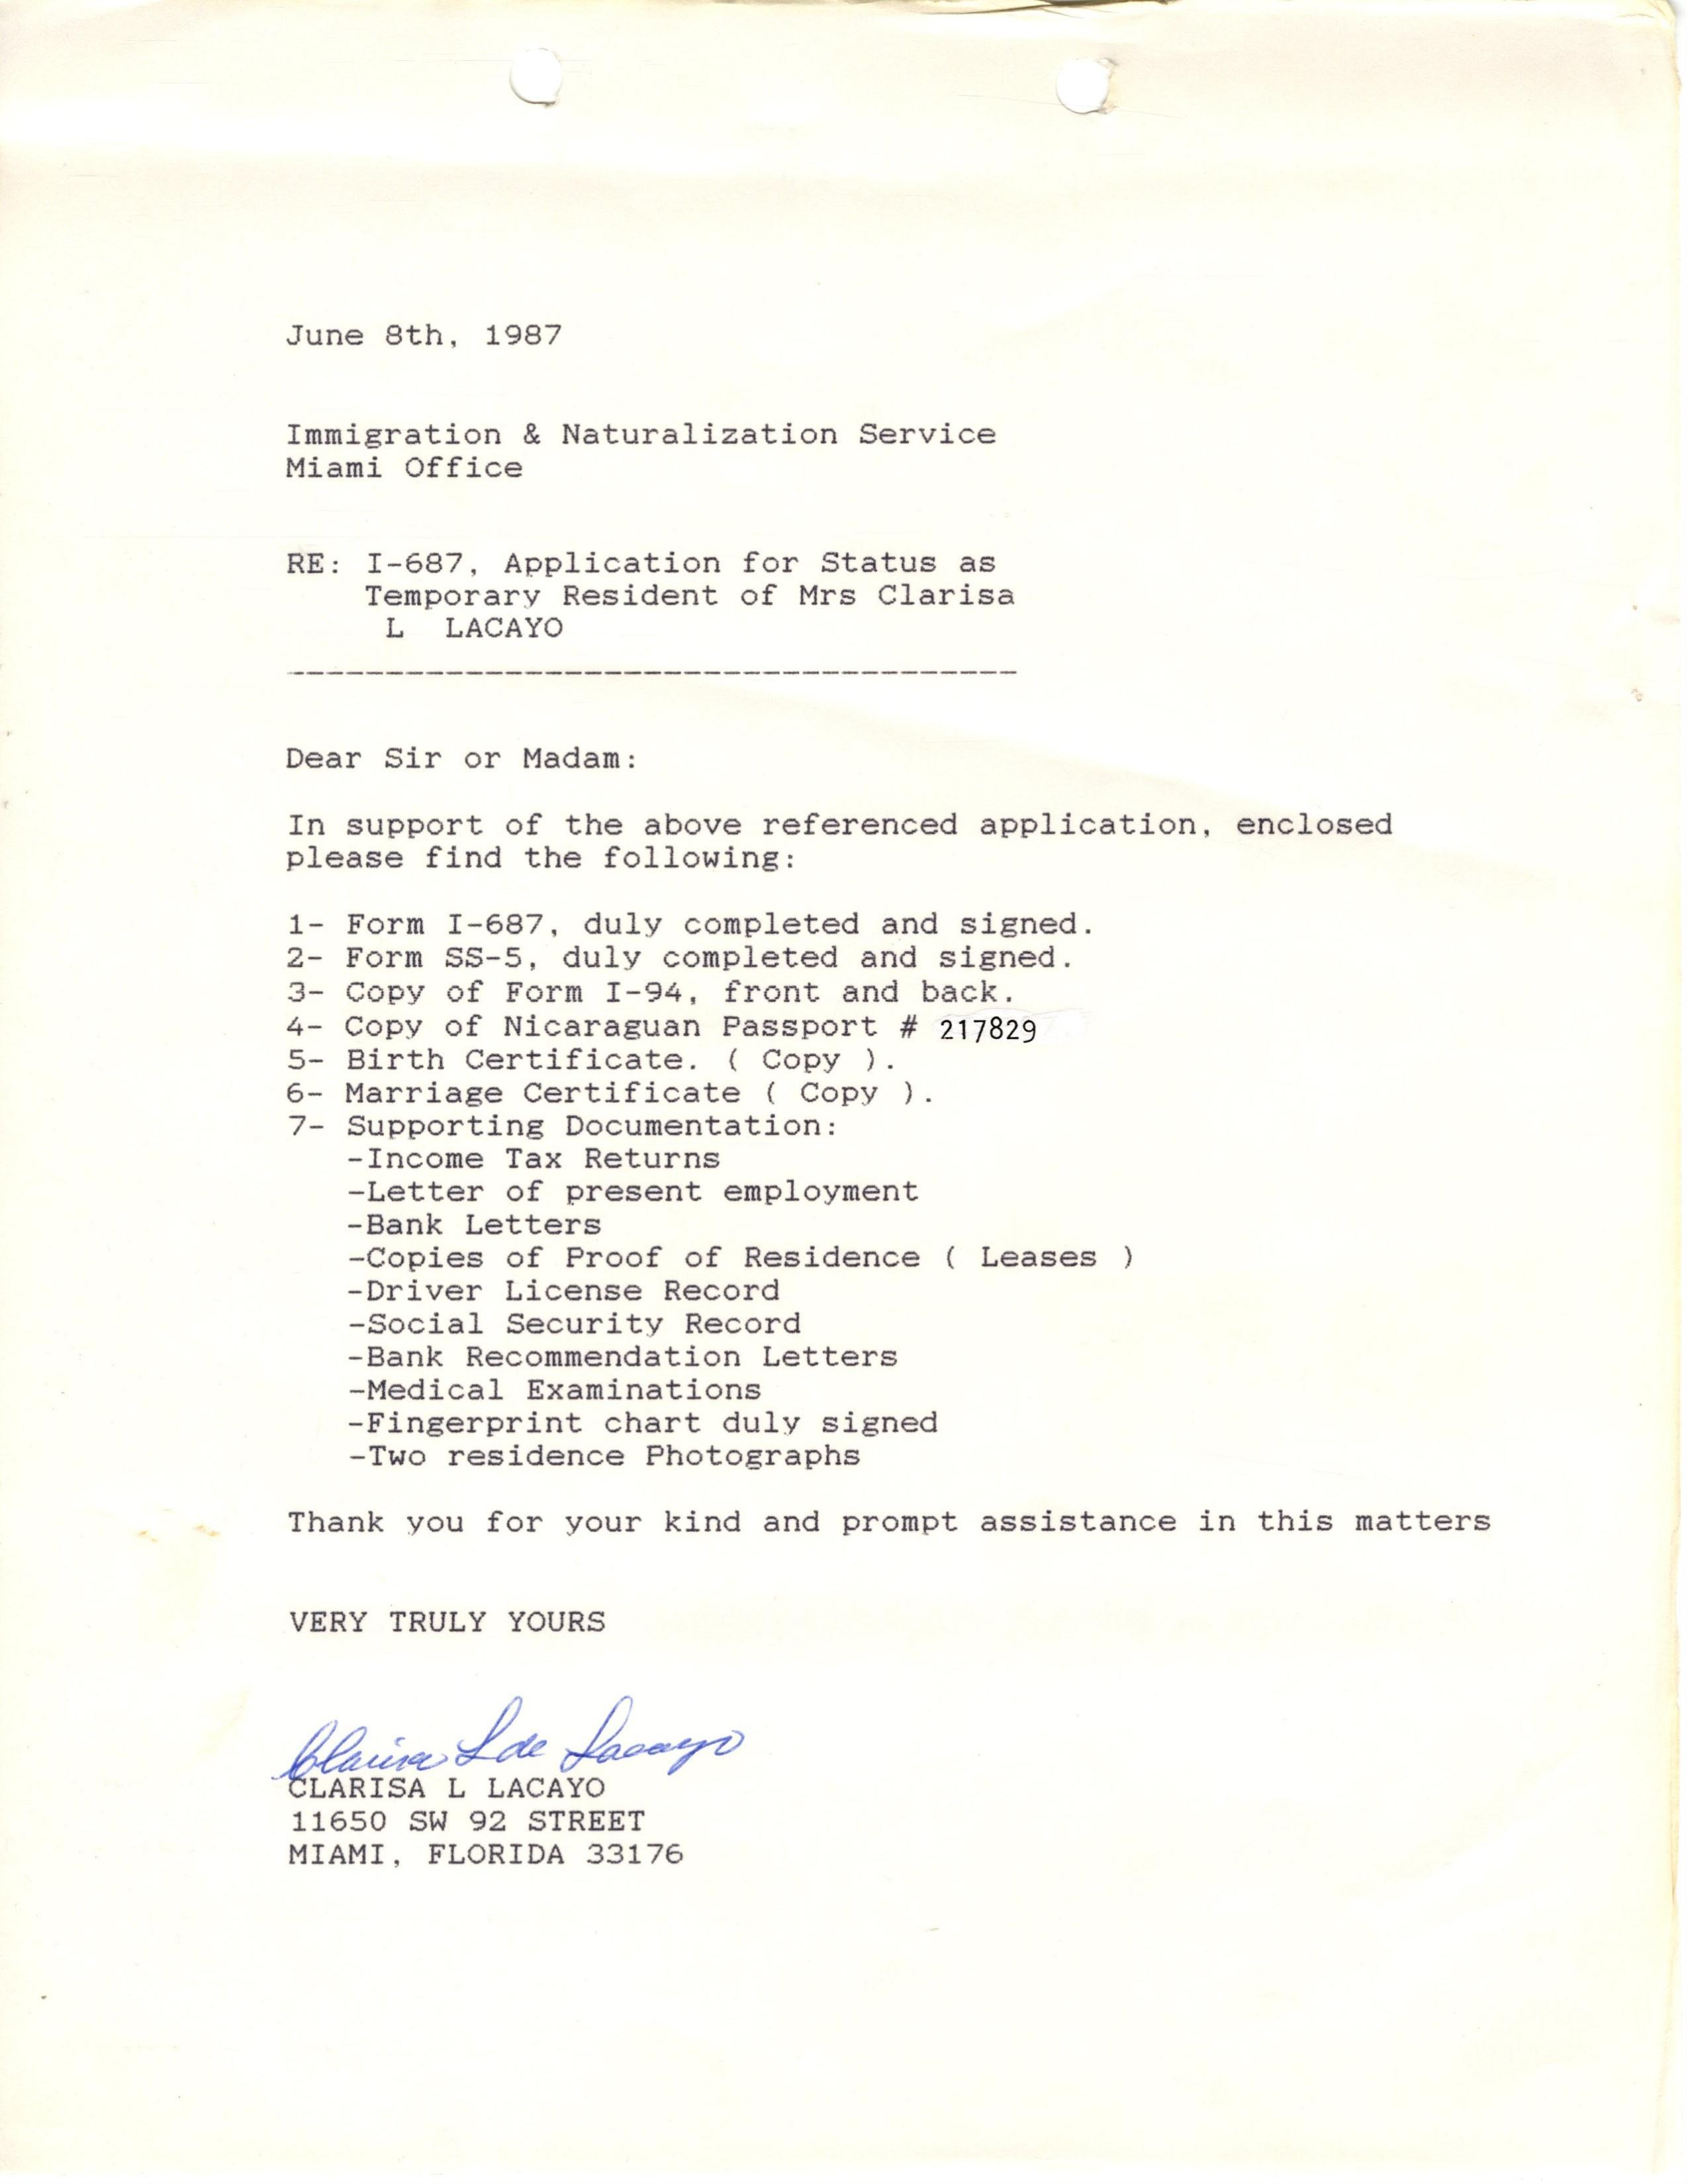 June 8th, 1987
Immigration & Naturalization Service
Miami Office
RE: I-687, Application for Status as
Temporary Resident of Mrs Clarisa
L LACAYO
-------------------------------------
Dear Sir or Madam:
In support of the above referenced application, enclosed
please find the following:
1- Form I-687, duly completed and signed.
2- Form SS-5, duly completed and signed.
3- Copy of Form I-94, front and back.
4- Copy of Nicaraguan Passport # 217829
5- Birth Certificate. ( Copy ).
6- Marriage Certificate ( Copy ).
7- Supporting Documentation:
-Income Tax Returns
-Letter of present employment
-Bank Letters
-Copies of Proof of Residence ( Leases )
-Driver License Record
-Social Security Record
-Bank Recommendation Letters
-Medical Examinations
-Fingerprint chart duly signed
-Two residence Photographs
Thank you for your kind and prompt assistance in this matters
VERY TRULY YOURS
Clarisa L de Lacayo
CLARISA L LACAYO
11650 SW 92 STREET
MIAMI, FLORIDA 33176